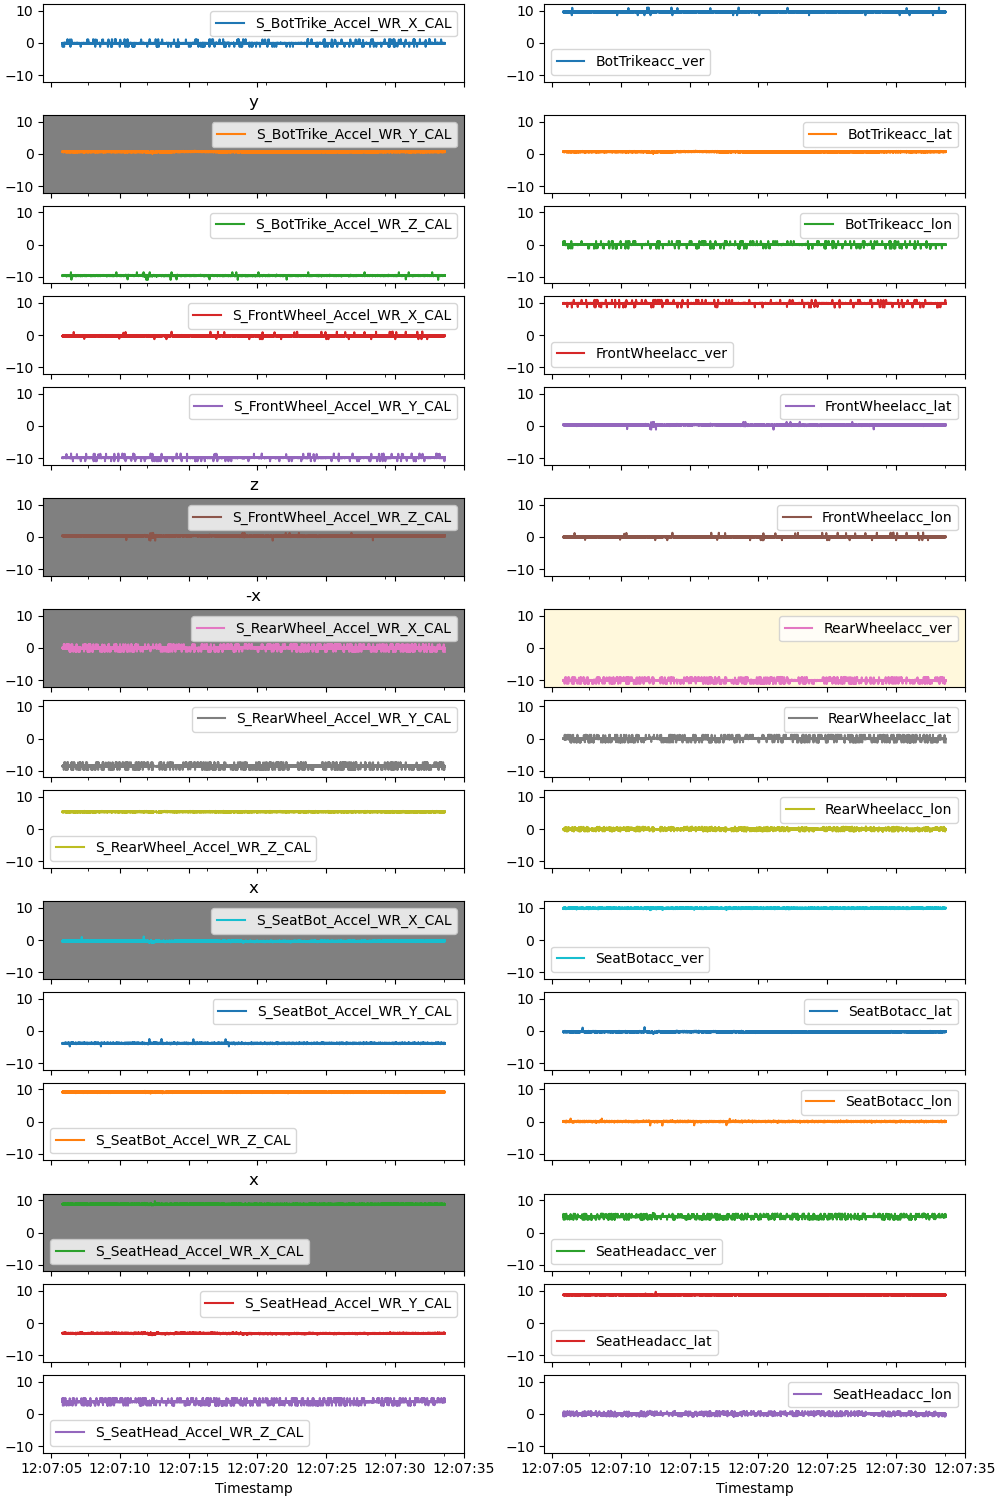 10
0
−10
S_BotTrike_Accel_WR_X_CAL
10
0
−10
BotTrikeacc_ver
y
10
0
−10
S_BotTrike_Accel_WR_Y_CAL
10
0
−10
BotTrikeacc_lat
10
0
−10
S_BotTrike_Accel_WR_Z_CAL
10
0
−10
BotTrikeacc_lon
10
0
−10
S_FrontWheel_Accel_WR_X_CAL
10
0
−10
FrontWheelacc_ver
10
0
−10
S_FrontWheel_Accel_WR_Y_CAL
10
0
−10
FrontWheelacc_lat
z
10
0
−10
S_FrontWheel_Accel_WR_Z_CAL
10
0
−10
FrontWheelacc_lon
-x
10
0
−10
S_RearWheel_Accel_WR_X_CAL
10
0
−10
RearWheelacc_ver
10
0
−10
S_RearWheel_Accel_WR_Y_CAL
10
0
−10
RearWheelacc_lat
10
0
−10
S_RearWheel_Accel_WR_Z_CAL
10
0
−10
RearWheelacc_lon
x
10
0
−10
S_SeatBot_Accel_WR_X_CAL
10
0
−10
SeatBotacc_ver
10
0
−10
S_SeatBot_Accel_WR_Y_CAL
10
0
−10
SeatBotacc_lat
10
0
−10
S_SeatBot_Accel_WR_Z_CAL
10
0
−10
SeatBotacc_lon
x
10
0
−10
S_SeatHead_Accel_WR_X_CAL
10
0
−10
SeatHeadacc_ver
10
0
−10
S_SeatHead_Accel_WR_Y_CAL
10
0
−10
SeatHeadacc_lat
10
0
−10
S_SeatHead_Accel_WR_Z_CAL
10
0
−10
SeatHeadacc_lon
12:07:05 12:07:10 12:07:15 12:07:20 12:07:25 12:07:30 12:07:35
Timestamp
12:07:05 12:07:10 12:07:15 12:07:20 12:07:25 12:07:30 12:07:35
Timestamp